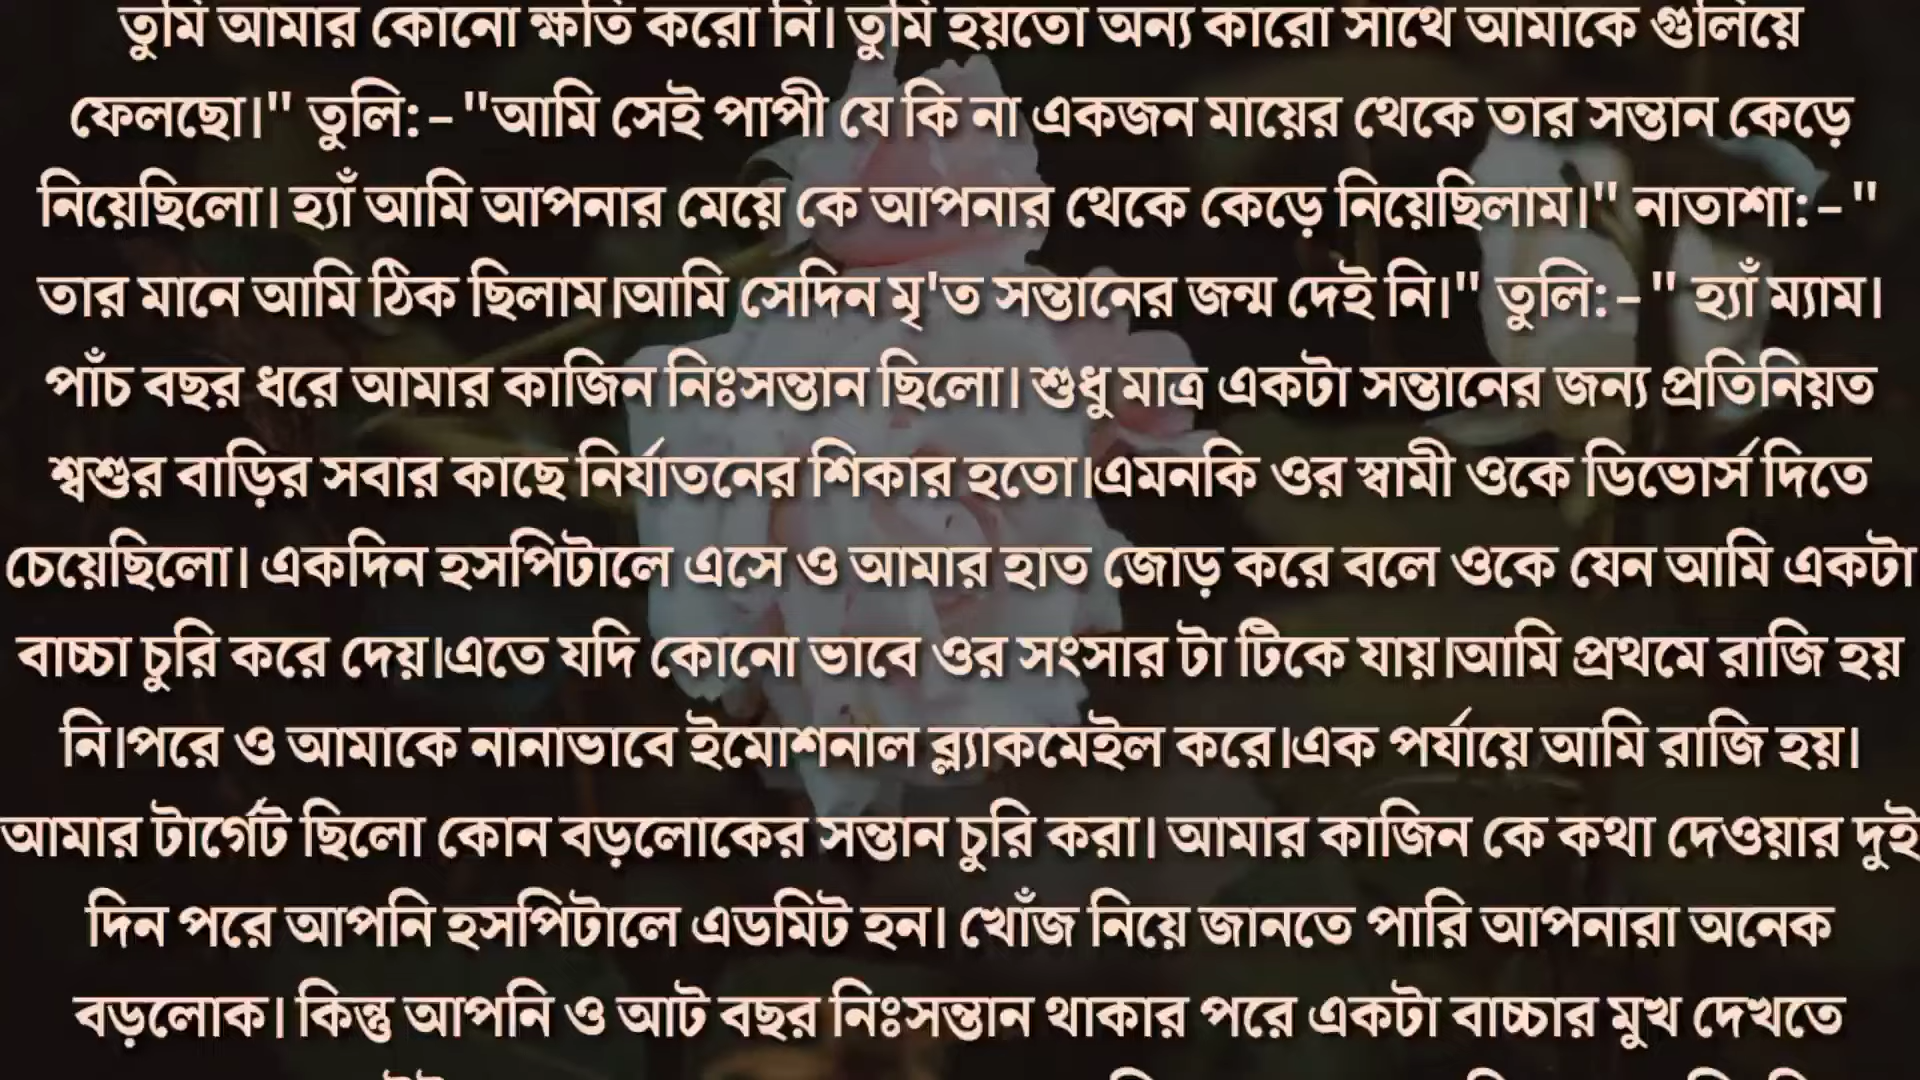 তুমি আমার কোনো ক্ষতি করো নি। তুমি হয়তো অন্য কারো সাথে আমাকে গুলিয়ে
ফেলছো।" তুলি:-"আমি সেই পাপী যে কি না একজন মায়ের থেকে তার সন্তান কেড়ে
নিয়েছিলো। হ্যাঁ আমি আপনার মেয়ে কে আপনার থেকে কেড়ে নিয়েছিলাম।" নাতাশা:-"
তার মানে আমি ঠিক ছিলাম।আমি সেদিন মৃ'ত সন্তানের জন্ম দেই নি।" তুলি:-" হ্যাঁ ম্যাম।
পাঁচ বছর ধরে আমার কাজিন নিঃসন্তান ছিলো। শুধু মাত্র একটা সন্তানের জন্য প্রতিনিয়ত
শ্বশুর বাড়ির সবার কাছে নির্যাতনের শিকার হতো।এমনকি ওর স্বামী ওকে ডিভোর্স দিতে
চেয়েছিলো। একদিন হসপিটালে এসে ও আমার হাত জোড় করে বলে ওকে যেন আমি একটা
বাচ্চা চুরি করে দেয়।এতে যদি কোনো ভাবে ওর সংসার টা টিকে যায়।আমি প্রথমে রাজি হয়
নি।পরে ও আমাকে নানাভাবে ইমোশনাল ব্ল্যাকমেইল করে।এক পর্যায়ে আমি রাজি হয়।
আমার টার্গেট ছিলো কোন বড়লোকের সন্তান চুরি করা। আমার কাজিন কে কথা দেওয়ার দুই
দিন পরে আপনি হসপিটালে এডমিট হন। খোঁজ নিয়ে জানতে পারি আপনারা অনেক
বড়লোক। কিন্তু আপনি ও আট বছর নিঃসন্তান থাকার পরে একটা বাচ্চার মুখ দেখতে